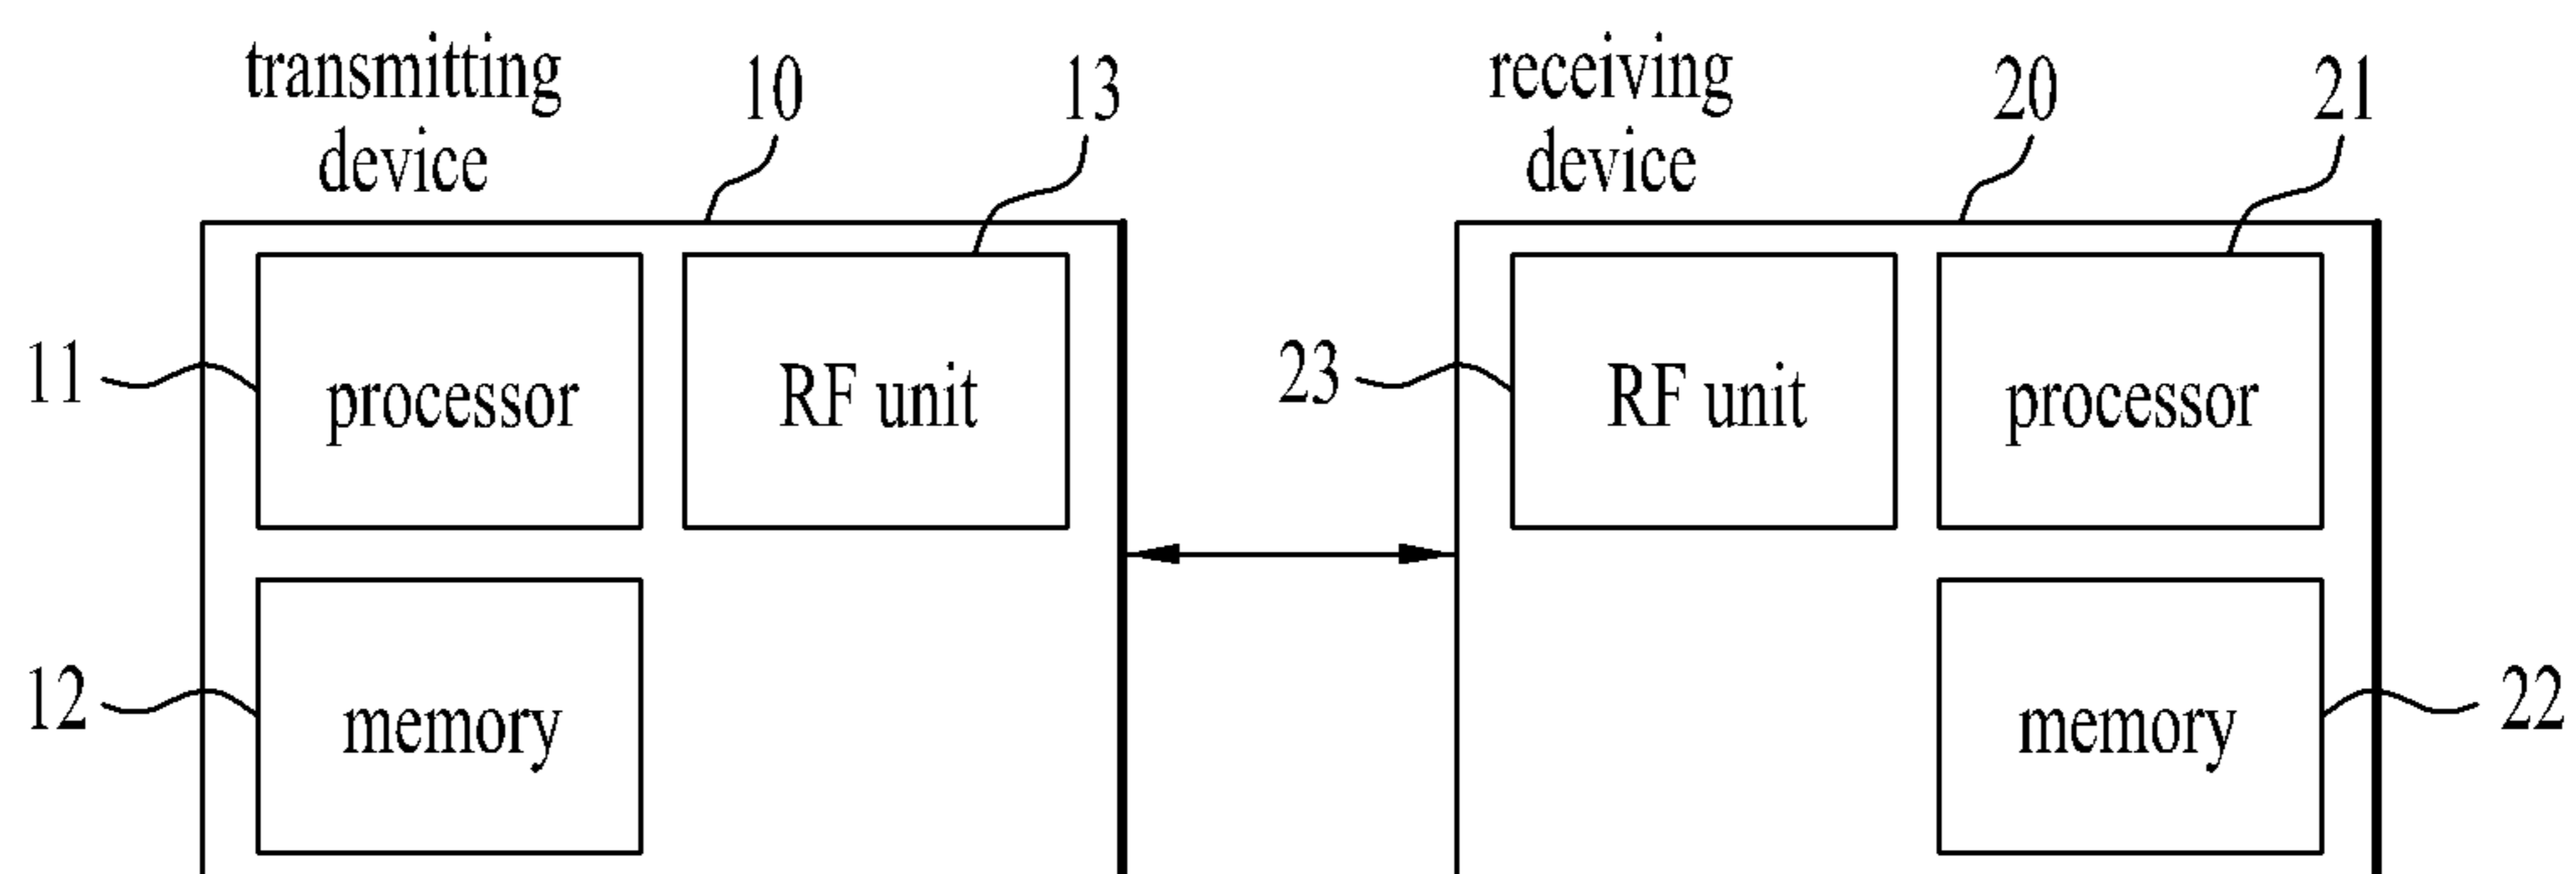 transmitting
device
10
13
receiving
device
20
21
11
processor
RF unit
23
RF unit
processor
12
memory
memory
22